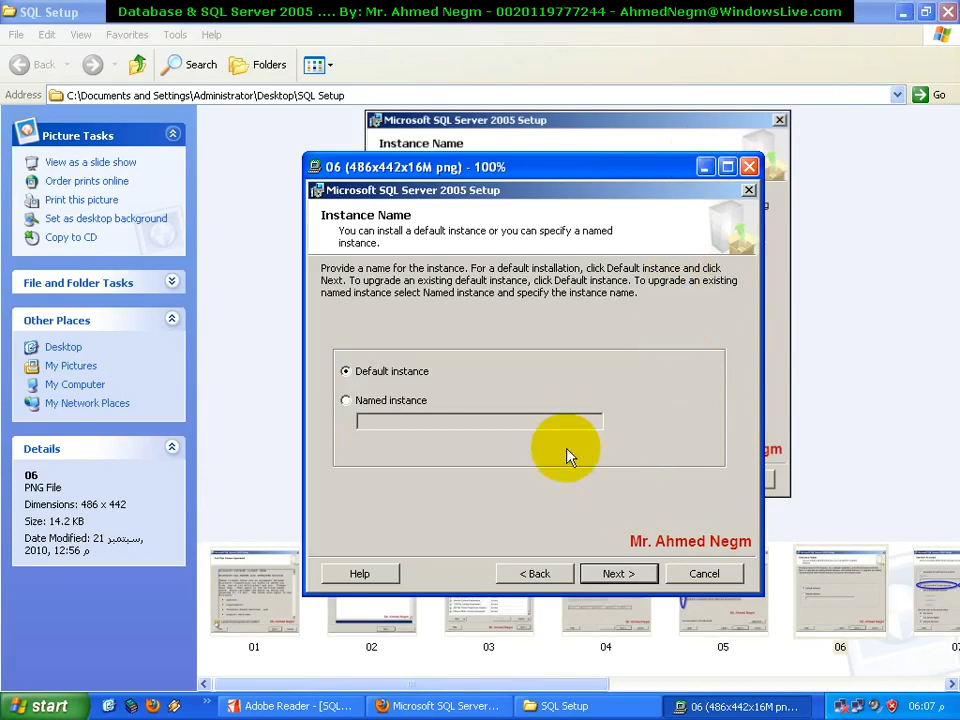 SQL Setup
Database & SQL Server 2005 .... By: Mr. Ahmed Negm - 0020119777244 - AhmedNegm@WindowsLive.com
File Edit View Favorites Tools Help
Back Search Folders
Address C:\Documents and Settings\Administrator\Desktop\SQL Setup Go
Picture Tasks
View as a slide show
Order prints online
Print this picture
Set as desktop background
Copy to CD
File and Folder Tasks
Other Places
Desktop
My Pictures
My Computer
My Network Places
Details
06
PNG File
Dimensions: 486 x 442
Size: 14.2 KB
Date Modified: 21 سبتمبر,
2010, 12:56 م
Microsoft SQL Server 2005 Setup
Instance Name
06 (486x442x16M png) - 100%
Microsoft SQL Server 2005 Setup
Instance Name
You can install a default instance or you can specify a named
instance.
Provide a name for the instance. For a default installation, click Default instance and click
Next. To upgrade an existing default instance, click Default instance. To upgrade an existing
named instance select Named instance and specify the instance name.
Default instance
Named instance
Mr. Ahmed Negm
Help < Back Next > Cancel
01 02 03 04 05 06
start Adobe Reader - [SQL... Microsoft SQL Server... SQL Setup 06 (486x442x16M pn... 06:07 م